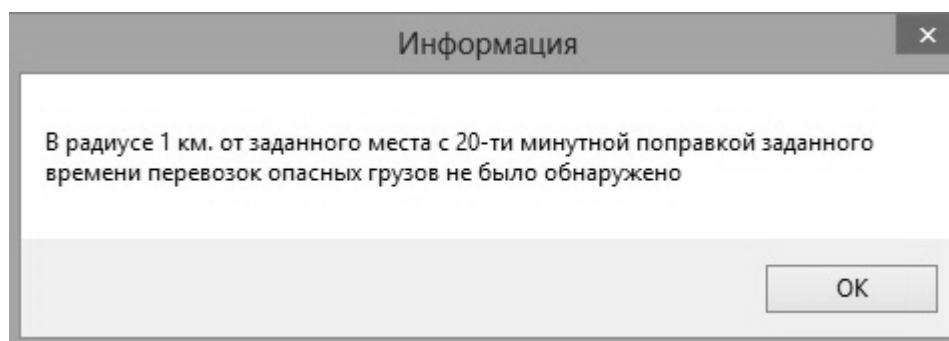 Информация
В радиусе 1 км. от заданного места с 20-ти минутной поправкой заданного
времени перевозок опасных грузов не было обнаружено
ОК